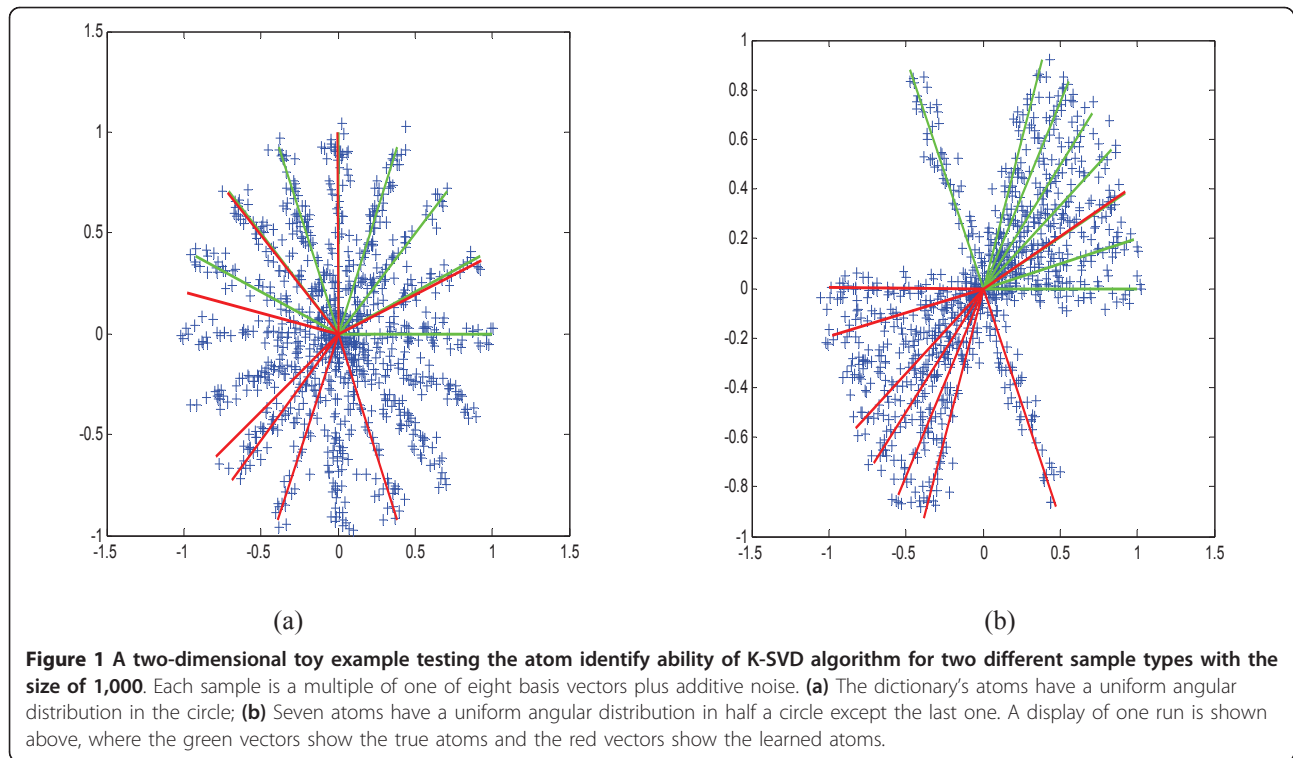 1.5
1
0.5
0
-0.5
-1
-1.5 -1 -0.5 0 0.5 1 1.5
(a)
1
0.8
0.6
0.4
0.2
0
-0.2
-0.4
-0.6
-0.8
-1
-1.5 -1 -0.5 0 0.5 1 1.5
(b)
Figure 1 A two-dimensional toy example testing the atom identify ability of K-SVD algorithm for two different sample types with the
size of 1,000. Each sample is a multiple of one of eight basis vectors plus additive noise. (a) The dictionary's atoms have a uniform angular
distribution in the circle; (b) Seven atoms have a uniform angular distribution in half a circle except the last one. A display of one run is shown
above, where the green vectors show the true atoms and the red vectors show the learned atoms.